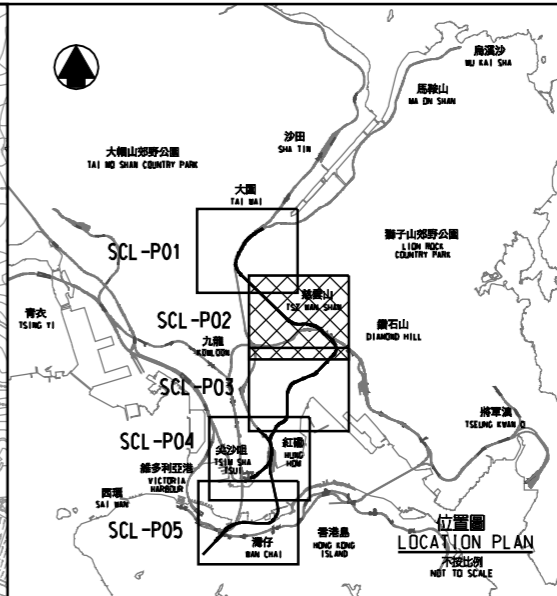 烏溪沙
WU KAI SHA
馬鞍山
MA ON SHAN
沙田
SHA TIN
大帽山郊野公園
TAI MO SHAN COUNTRY PARK
大圍
TAI WAI
獅子山郊野公園
LION ROCK
COUNTRY PARK
SCL-P01
青衣
TSING YI
慈雲山
TSZ WAN SHAN
SCL-P02
鑽石山
DIAMOND HILL
九龍
KOWLOON
SCL-P03
將軍澳
TSEUNG KWAN O
SCL-P04
尖沙咀
TSIM SHA
TSUI
紅磡
HUNG
HOM
維多利亞港
VICTORIA
HARBOUR
西環
SAI WAN
SCL-P05
灣仔
WAN CHAI
香港島
HONG KONG
ISLAND
位置圖
LOCATION PLAN
不按比例
NOT TO SCALE